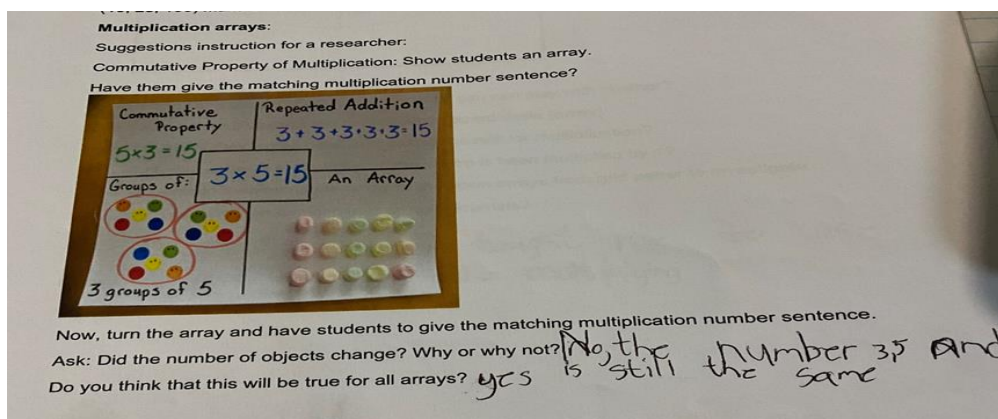 Multiplication arrays:
Suggestions instruction for a researcher:
Commutative Property of Multiplication: Show students an array.
Have them give the matching multiplication number sentence?
Commutative
Property
5×3=15
Repeated Addition
3+3+3+3+3=15
3×5=15
Groups of:
3 groups of 5
An Array
Now, turn the array and have students to give the matching multiplication number sentence.
Ask: Did the number of objects change? Why or why not? No, the number 3,5 and
is still the same
Do you think that this will be true for all arrays? yes